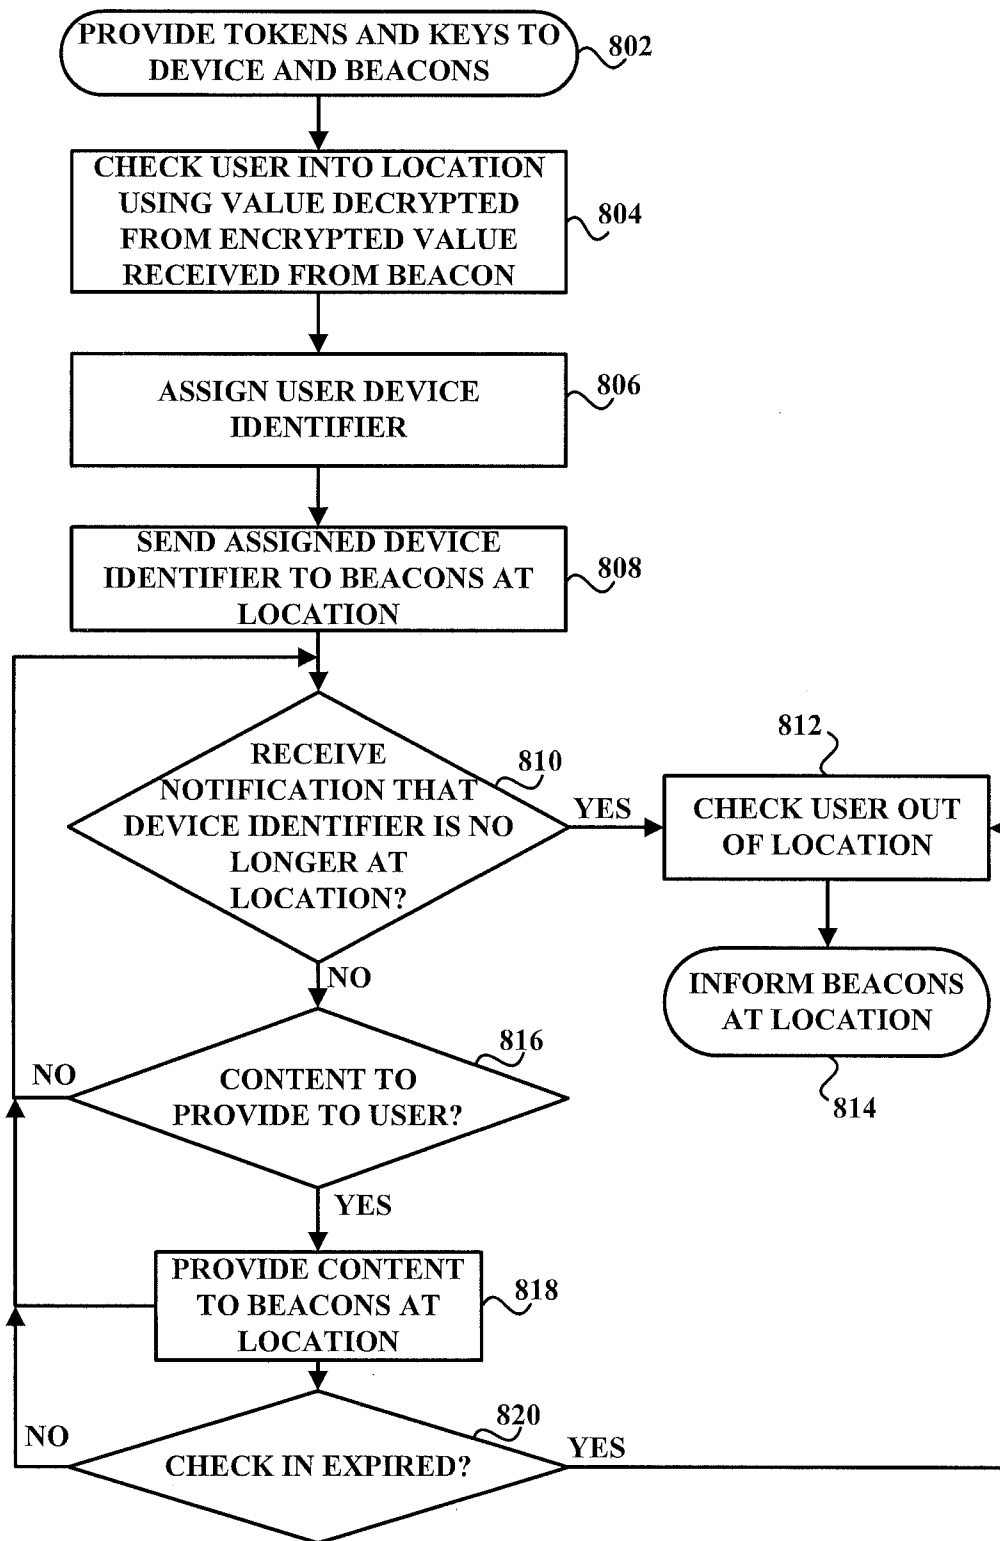 PROVIDE TOKENS AND KEYS TO
DEVICE AND BEACONS
802
CHECK USER INTO LOCATION
USING VALUE DECRYPTED
FROM ENCRYPTED VALUE
RECEIVED FROM BEACON
804
ASSIGN USER DEVICE
IDENTIFIER
806
SEND ASSIGNED DEVICE
IDENTIFIER TO BEACONS AT
LOCATION
808
RECEIVE
NOTIFICATION THAT
DEVICE IDENTIFIER IS NO
LONGER AT
LOCATION?
810
YES
812
CHECK USER OUT
OF LOCATION
INFORM BEACONS
AT LOCATION
814
NO
CONTENT TO
PROVIDE TO USER?
816
NO
YES
PROVIDE CONTENT
TO BEACONS AT
LOCATION
818
CHECK IN EXPIRED?
820
NO
YES